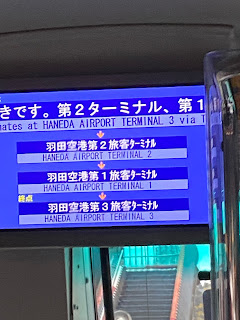 きです。第2ターミナル、第1
nates at HANEDA AIRPORT TERMINAL 3 via T
羽田空港第2旅客ターミナル
HANEDA AIRPORT TERMINAL 2
羽田空港第1旅客ターミナル
HANEDA AIRPORT TERMINAL 1
終点
羽田空港第3旅客ターミナル
HANEDA AIRPORT TERMINAL 3